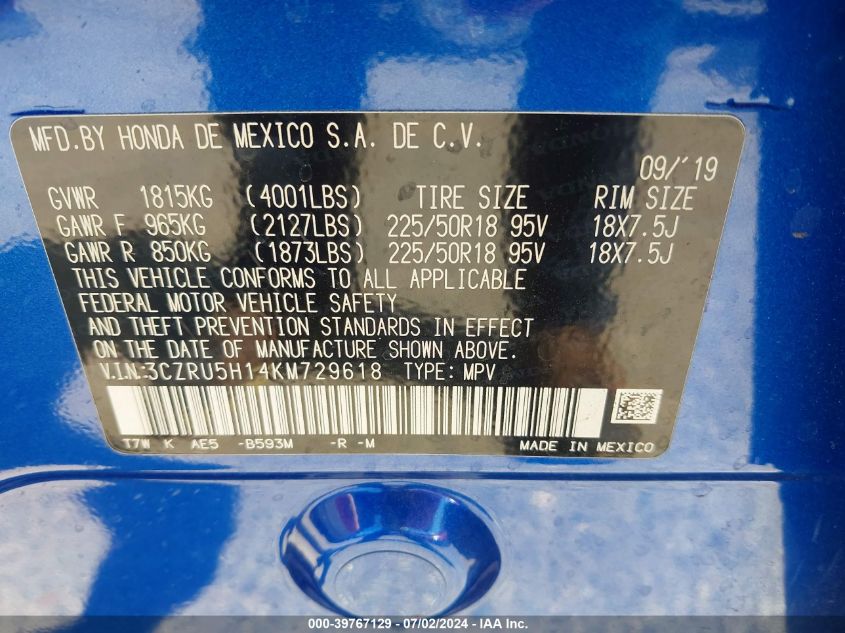 MFD.BY HONDA DE MEXICO S.A. DE C.V.
09/'19
GVWR 1815KG (4001LBS) TIRE SIZE RIM SIZE
GAWR F 965KG (2127LBS) 225/50R18 95V 18X7.5J
GAWR R 850KG (1873LBS) 225/50R18 95V 18X7.5J
THIS VEHICLE CONFORMS TO ALL APPLICABLE
FEDERAL MOTOR VEHICLE SAFETY
AND THEFT PREVENTION STANDARDS IN EFFECT
ON THE DATE OF MANUFACTURE SHOWN ABOVE.
V.I.N.:3CZRU5H14KM729618 TYPE: MPV
T7W K AE5 -B593M -R -M
MADE IN MEXICO
000-39767129 - 07/02/2024 - IAA Inc.